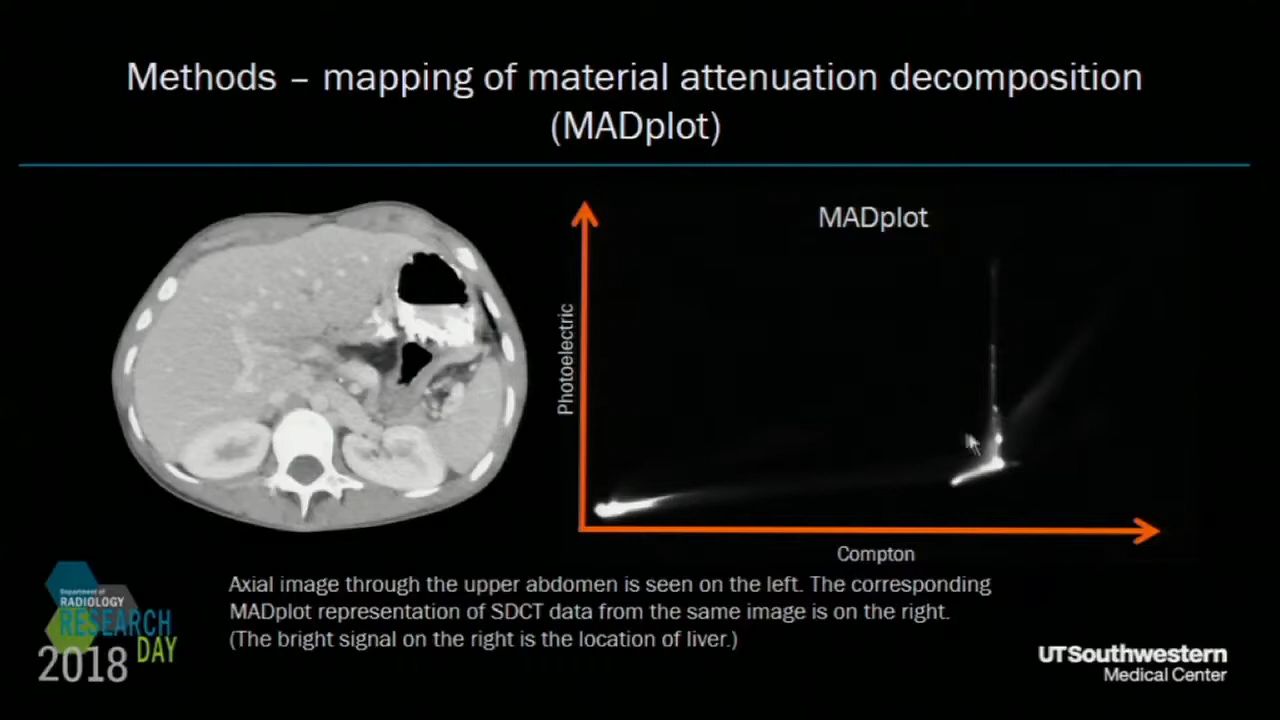 Methods – mapping of material attenuation decomposition
(MADplot)
MADplot
Photoelectric
Compton
Axial image through the upper abdomen is seen on the left. The corresponding
MADplot representation of SDCT data from the same image is on the right.
(The bright signal on the right is the location of liver.)
Department of
RADIOLOGY
RESEARCH
DAY
2018
UTSouthwestern
Medical Center